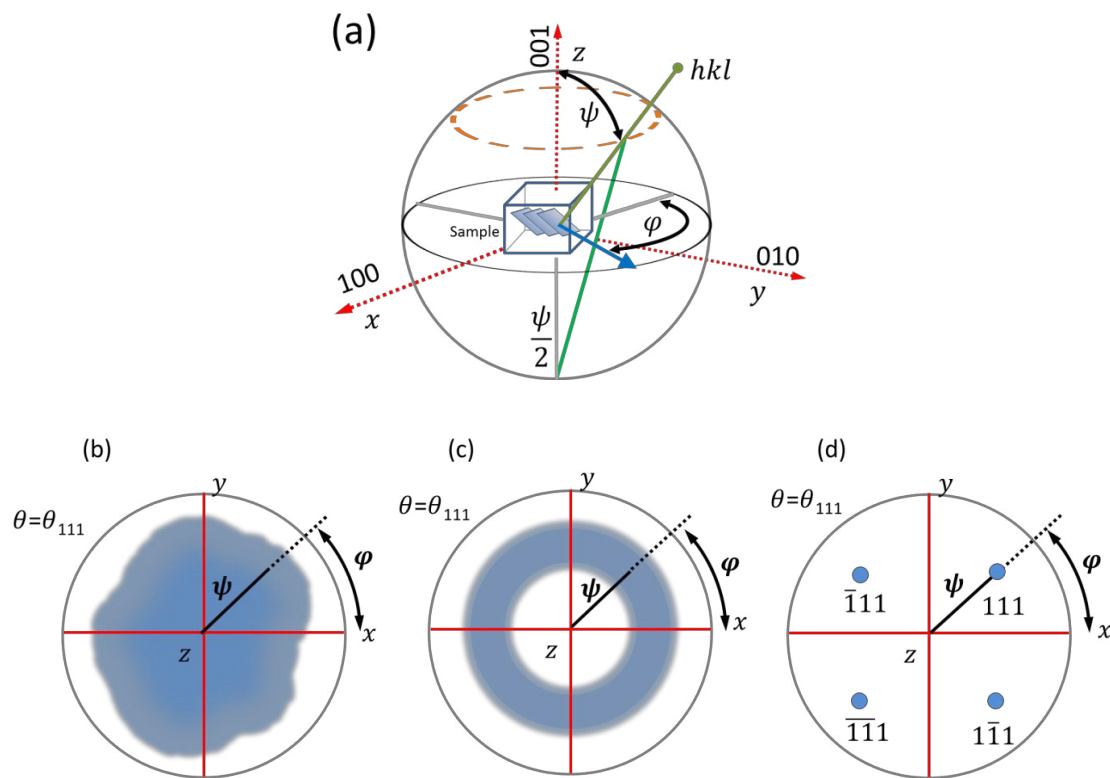 (a)
001
z
hkl
ψ
Sample
φ
010
y
100
x
ψ/2
(b)
θ=θ₁₁₁
y
ψ
φ
x
z
(c)
θ=θ₁₁₁
ψ
φ
x
z
(d)
θ=θ₁₁₁
ψ
φ
x
z
1̅11
111
1̅1̅1
11̅1